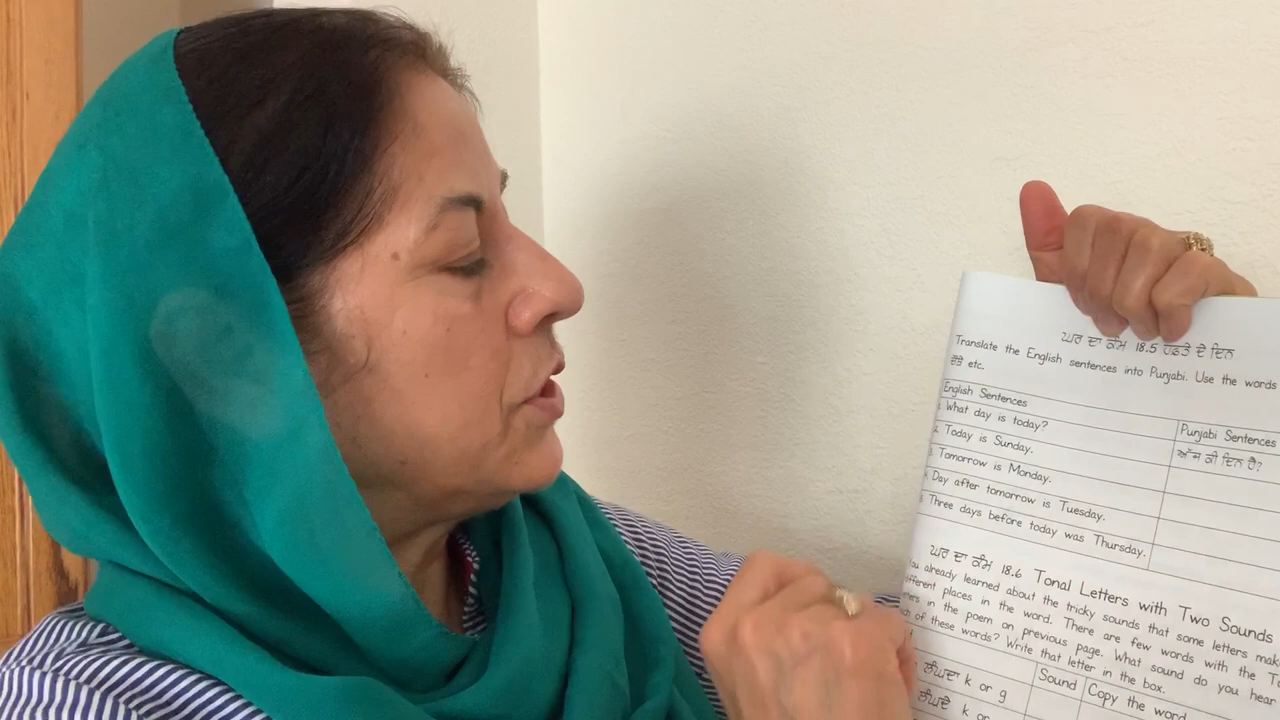 ਘਰ ਦਾ ਕੰਮ 18.5 ਹਫ਼ਤੇ ਦੇ ਦਿਨ
Translate the English sentences into Punjabi. Use the words
etc.
English Sentences
Punjabi Sentences
What day is today?
ਅੱਜ ਕੀ ਦਿਨ ਹੈ?
Today is Sunday.
Tomorrow is Monday.
Day after tomorrow is Tuesday.
Three days before today was Thursday.
ਘਰ ਦਾ ਕੰਮ 18.6 Tonal Letters with Two Sounds
already learned about the tricky sounds that some letters
places in the word. There are few words with the
in the poem on previous page. What sound do you hear
of these words? Write that letter in the box.
Sound
Copy the word
ਲੰਘਦਾ k or g
ਲੰਘਦੇ k or